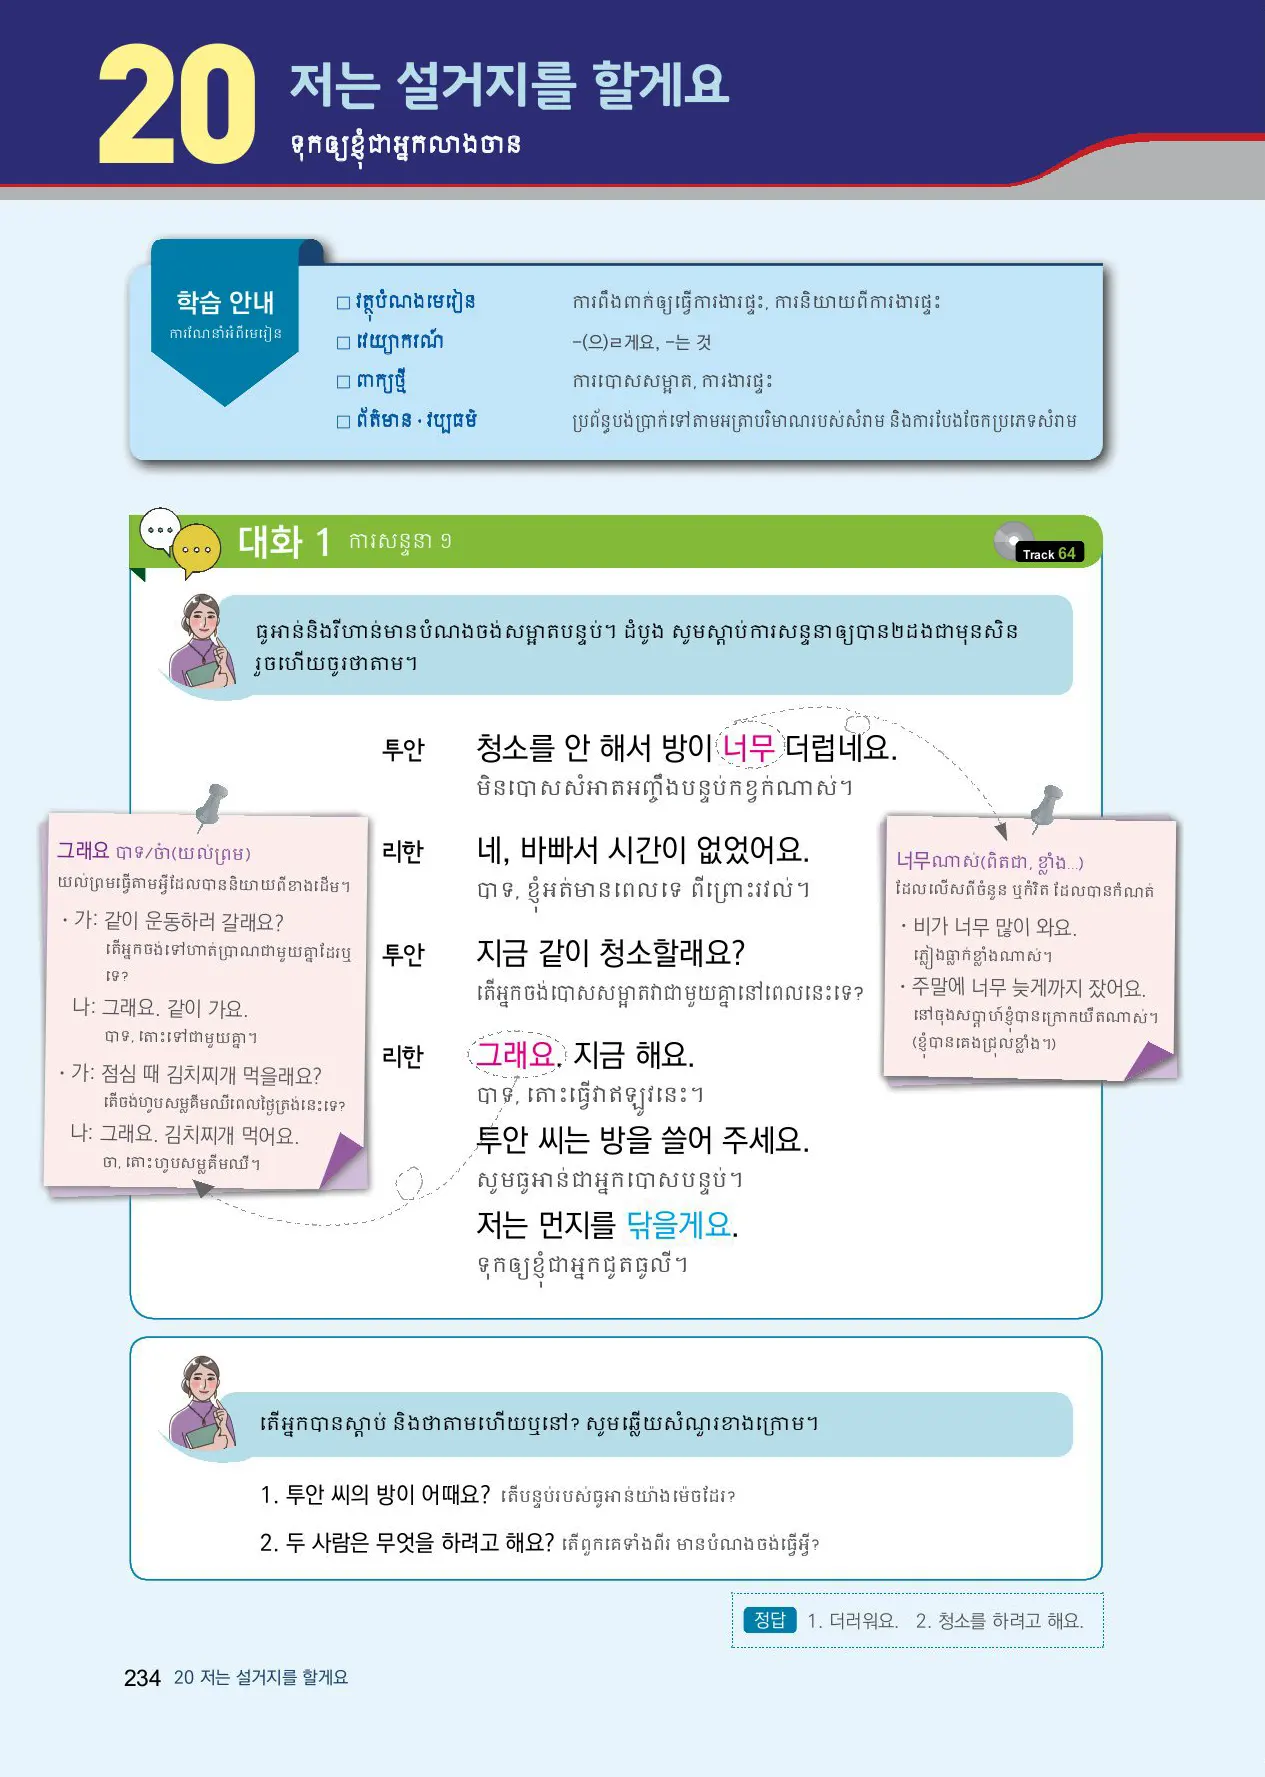 20
저는 설거지를 할게요
ទុកឲ្យខ្ញុំជាអ្នកលាងចាន
학습 안내
ការណែនាំអំពីមេរៀន
□ វត្ថុបំណងមេរៀន ការពឹងពាក់ឲ្យធ្វើការងារផ្ទះ, ការនិយាយពីការងារផ្ទះ
□ វេយ្យាករណ៍ -(으)ㄹ게요, -는 것
□ ពាក្យថ្មី ការបោសសម្អាត, ការងារផ្ទះ
□ ព័ត៌មាន · វប្បធម៌ ប្រព័ន្ធបង់ប្រាក់ទៅតាមអត្រាបរិមាណរបស់សំរាម និងការបែងចែកប្រភេទសំរាម
대화 1 ការសន្ទនា ១
Track 64
ធូអាន់និងរីហាន់មានបំណងចង់សម្អាតបន្ទប់។ ដំបូង សូមស្តាប់ការសន្ទនាឲ្យបាន២ដងជាមុនសិន
រួចហើយចូរថាតាម។
투안 청소를 안 해서 방이 너무 더럽네요.
មិនបោសសំអាតអញ្ចឹងបន្ទប់កខ្វក់ណាស់។
리한 네, 바빠서 시간이 없었어요.
បាទ, ខ្ញុំអត់មានពេលទេ ពីព្រោះរវល់។
투안 지금 같이 청소할래요?
តើអ្នកចង់បោសសម្អាតវាជាមួយគ្នានៅពេលនេះទេ?
리한 그래요. 지금 해요.
បាទ, តោះធ្វើវាឥឡូវនេះ។
투안 씨는 방을 쓸어 주세요.
សូមធូអាន់ជាអ្នកបោសបន្ទប់។
저는 먼지를 닦을게요.
ទុកឲ្យខ្ញុំជាអ្នកជូតធូលី។
그래요 បាទ/ចំា(យល់ព្រម)
យល់ព្រមធ្វើតាមអ្វីដែលបាននិយាយពីខាងដើម។
· 가: 같이 운동하러 갈래요?
តើអ្នកចង់ទៅហាត់ប្រាណជាមួយគ្នាដែរឬ
ទេ?
나: 그래요. 같이 가요.
បាទ, តោះទៅជាមួយគ្នា។
· 가: 점심 때 김치찌개 먹을래요?
តើចង់ហូបសម្លគីមឈីពេលថ្ងៃត្រង់នេះទេ?
나: 그래요. 김치찌개 먹어요.
ចា, តោះហូបសម្លគីមឈី។
너무ណាស់(ពិតជា, ខ្លាំង...)
ដែលលើសពីចំនួន ឬកំរិត ដែលបានកំណត់
· 비가 너무 많이 와요.
ភ្លៀងធ្លាក់ខ្លាំងណាស់។
· 주말에 너무 늦게까지 잤어요.
នៅចុងសប្តាហ៍ខ្ញុំបានក្រោកយឺតណាស់។
(ខ្ញុំបានគេងជ្រុលខ្លាំង។)
តើអ្នកបានស្តាប់ និងថាតាមហើយឬនៅ? សូមឆ្លើយសំណួរខាងក្រោម។
1. 투안 씨의 방이 어때요? តើបន្ទប់របស់ធូអាន់យ៉ាងម៉េចដែរ?
2. 두 사람은 무엇을 하려고 해요? តើពួកគេទាំងពីរ មានបំណងចង់ធ្វើអ្វី?
정답 1. 더러워요. 2. 청소를 하려고 해요.
234 20 저는 설거지를 할게요